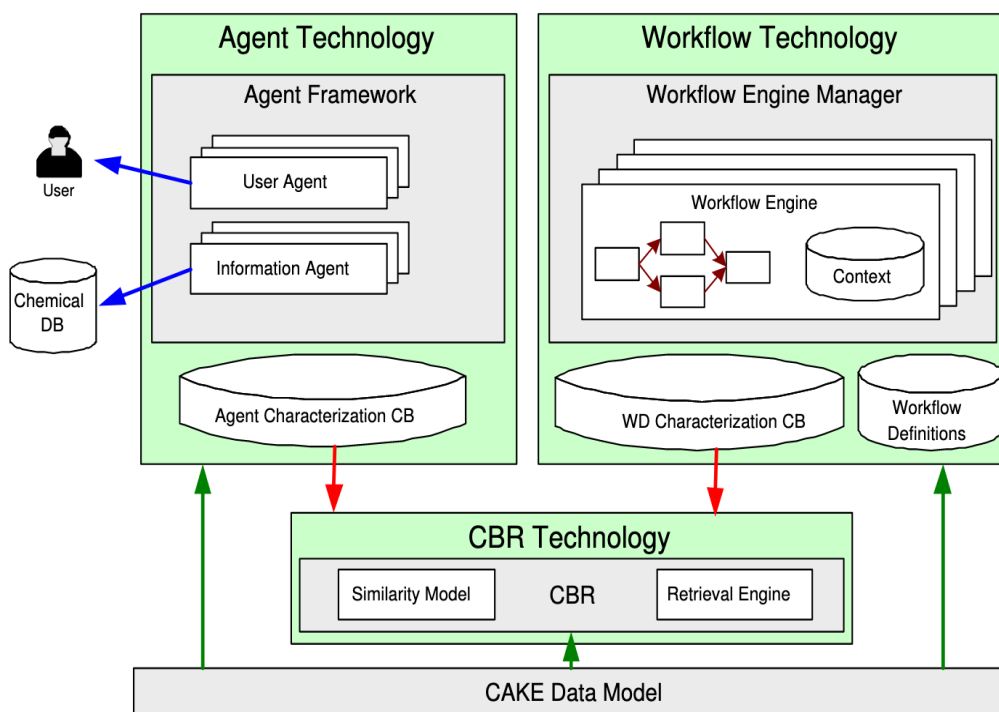 Agent Technology
Agent Framework
User Agent
Information Agent
User
Chemical
DB
Agent Characterization CB
Workflow Technology
Workflow Engine Manager
Workflow Engine
Context
WD Characterization CB
Workflow
Definitions
CBR Technology
Similarity Model
CBR
Retrieval Engine
CAKE Data Model